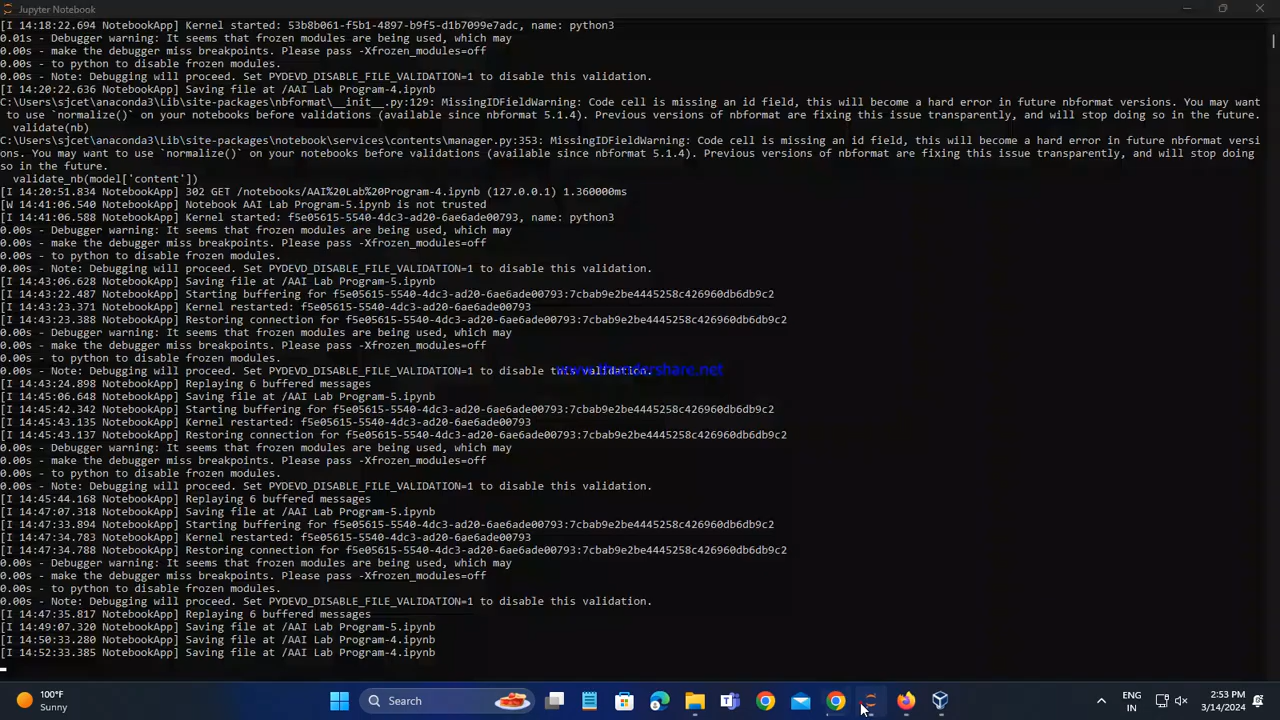 Jupyter Notebook
[I 14:18:22.694 NotebookApp] Kernel started: 53b8b061-f5b1-4897-b9f5-d1b7099e7adc, name: python3
0.01s - Debugger warning: It seems that frozen modules are being used, which may
0.00s - make the debugger miss breakpoints. Please pass -Xfrozen_modules=off
0.00s - to python to disable frozen modules.
0.00s - Note: Debugging will proceed. Set PYDEVD_DISABLE_FILE_VALIDATION=1 to disable this validation.
[I 14:20:22.636 NotebookApp] Saving file at /AAI Lab Program-4.ipynb
C:\Users\sjcet\anaconda3\Lib\site-packages\nbformat\__init__.py:129: MissingIDFieldWarning: Code cell is missing an id field, this will become a hard error in future nbformat versions. You may want
 to use `normalize()` on your notebooks before validations (available since nbformat 5.1.4). Previous versions of nbformat are fixing this issue transparently, and will stop doing so in the future.
  validate(nb)
C:\Users\sjcet\anaconda3\Lib\site-packages\notebook\services\contents\manager.py:353: MissingIDFieldWarning: Code cell is missing an id field, this will become a hard error in future nbformat versi
ons. You may want to use `normalize()` on your notebooks before validations (available since nbformat 5.1.4). Previous versions of nbformat are fixing this issue transparently, and will stop doing
so in the future.
  validate_nb(model['content'])
[I 14:20:51.834 NotebookApp] 302 GET /notebooks/AAI%20Lab%20Program-4.ipynb (127.0.0.1) 1.360000ms
[W 14:41:06.540 NotebookApp] Notebook AAI Lab Program-5.ipynb is not trusted
[I 14:41:06.588 NotebookApp] Kernel started: f5e05615-5540-4dc3-ad20-6ae6ade00793, name: python3
0.00s - Debugger warning: It seems that frozen modules are being used, which may
0.00s - make the debugger miss breakpoints. Please pass -Xfrozen_modules=off
0.00s - to python to disable frozen modules.
0.00s - Note: Debugging will proceed. Set PYDEVD_DISABLE_FILE_VALIDATION=1 to disable this validation.
[I 14:43:06.628 NotebookApp] Saving file at /AAI Lab Program-5.ipynb
[I 14:43:22.487 NotebookApp] Starting buffering for f5e05615-5540-4dc3-ad20-6ae6ade00793:7cbab9e2be4445258c426960db6db9c2
[I 14:43:23.371 NotebookApp] Kernel restarted: f5e05615-5540-4dc3-ad20-6ae6ade00793
[I 14:43:23.388 NotebookApp] Restoring connection for f5e05615-5540-4dc3-ad20-6ae6ade00793:7cbab9e2be4445258c426960db6db9c2
0.00s - Debugger warning: It seems that frozen modules are being used, which may
0.00s - make the debugger miss breakpoints. Please pass -Xfrozen_modules=off
0.00s - to python to disable frozen modules.
0.00s - Note: Debugging will proceed. Set PYDEVD_DISABLE_FILE_VALIDATION=1 to disable this validation.
www.thundershare.net
[I 14:43:24.898 NotebookApp] Replaying 6 buffered messages
[I 14:45:06.648 NotebookApp] Saving file at /AAI Lab Program-5.ipynb
[I 14:45:42.342 NotebookApp] Starting buffering for f5e05615-5540-4dc3-ad20-6ae6ade00793:7cbab9e2be4445258c426960db6db9c2
[I 14:45:43.137 NotebookApp] Kernel restarted: f5e05615-5540-4dc3-ad20-6ae6ade00793
[I 14:45:43.137 NotebookApp] Restoring connection for f5e05615-5540-4dc3-ad20-6ae6ade00793:7cbab9e2be4445258c426960db6db9c2
0.00s - Debugger warning: It seems that frozen modules are being used, which may
0.00s - make the debugger miss breakpoints. Please pass -Xfrozen_modules=off
0.00s - to python to disable frozen modules.
0.00s - Note: Debugging will proceed. Set PYDEVD_DISABLE_FILE_VALIDATION=1 to disable this validation.
[I 14:45:44.168 NotebookApp] Replaying 6 buffered messages
[I 14:47:07.318 NotebookApp] Saving file at /AAI Lab Program-5.ipynb
[I 14:47:33.894 NotebookApp] Starting buffering for f5e05615-5540-4dc3-ad20-6ae6ade00793:7cbab9e2be4445258c426960db6db9c2
[I 14:47:34.783 NotebookApp] Kernel restarted: f5e05615-5540-4dc3-ad20-6ae6ade00793
[I 14:47:34.788 NotebookApp] Restoring connection for f5e05615-5540-4dc3-ad20-6ae6ade00793:7cbab9e2be4445258c426960db6db9c2
0.00s - Debugger warning: It seems that frozen modules are being used, which may
0.00s - make the debugger miss breakpoints. Please pass -Xfrozen_modules=off
0.00s - to python to disable frozen modules.
0.00s - Note: Debugging will proceed. Set PYDEVD_DISABLE_FILE_VALIDATION=1 to disable this validation.
[I 14:47:35.817 NotebookApp] Replaying 6 buffered messages
[I 14:49:07.320 NotebookApp] Saving file at /AAI Lab Program-5.ipynb
[I 14:50:33.280 NotebookApp] Saving file at /AAI Lab Program-4.ipynb
[I 14:52:33.385 NotebookApp] Saving file at /AAI Lab Program-4.ipynb
100°F
Sunny
Search
ENG
IN
2:53 PM
3/14/2024